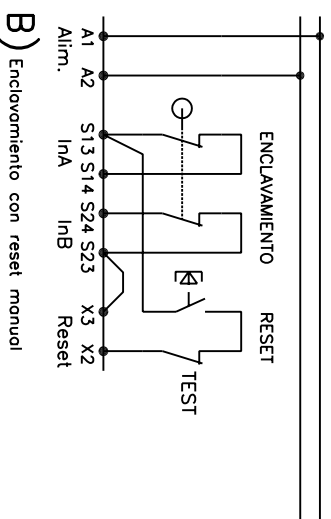 ENCLAVAMIENTO RESET
TEST
A1 A2 S13 S14 S24 S23 X3 X2
Alim. InA InB Reset
B) Enclavamiento con reset manual